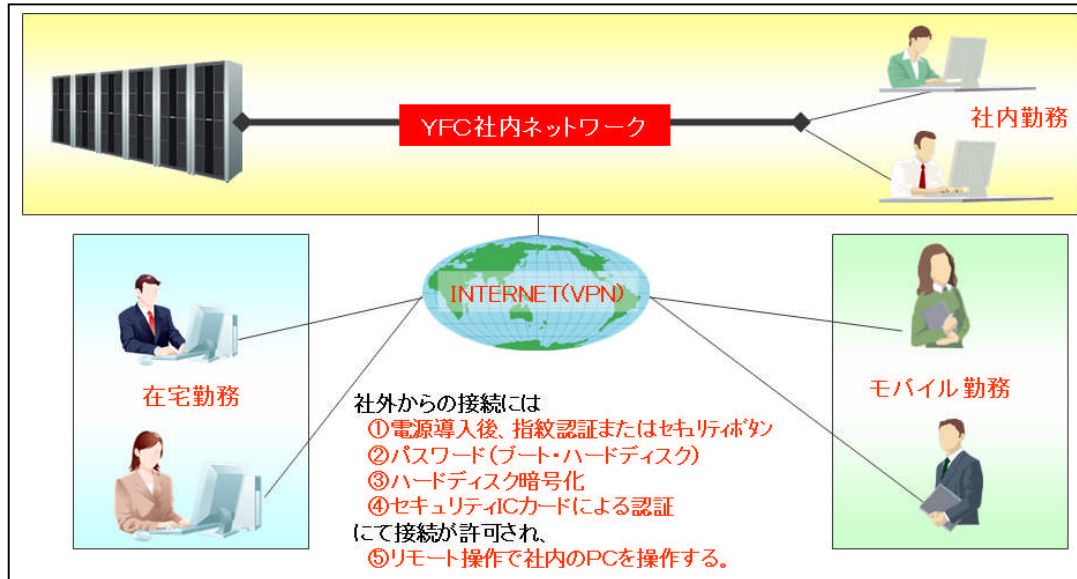 YFC社内ネットワーク
社内勤務
INTERNET(VPN)
在宅勤務
モバイル勤務
社外からの接続には
①電源導入後、指紋認証またはセキュリティボタン
②パスワード(ブート・ハードディスク)
③ハードディスク暗号化
④セキュリティICカードによる認証
にて接続が許可され、
⑤リモート操作で社内のPCを操作する。